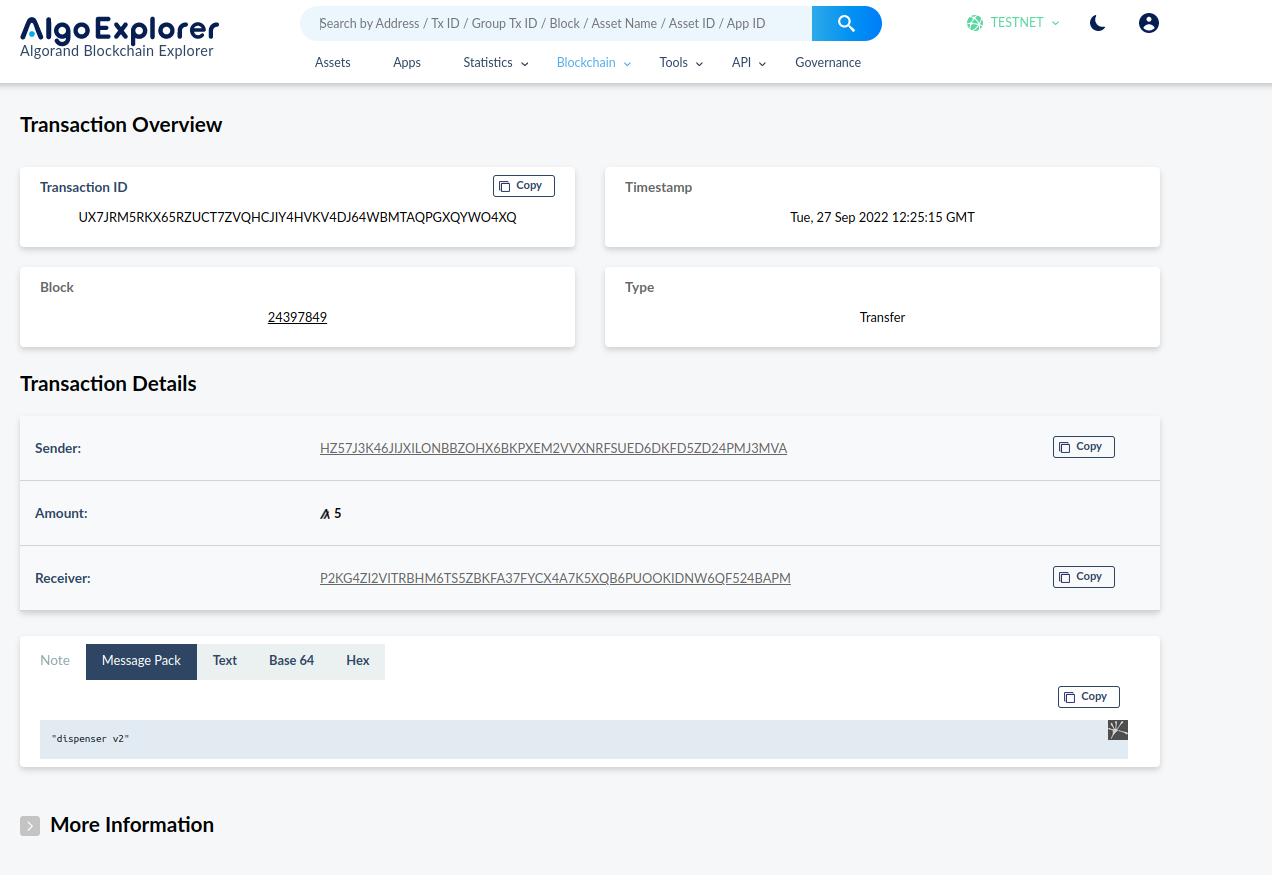 AlgoExplorer
Algorand Blockchain Explorer
Search by Address / Tx ID / Group Tx ID / Block / Asset Name / Asset ID / App ID
TESTNET
Assets Apps Statistics Blockchain Tools API Governance
Transaction Overview
Transaction ID
Copy
UX7JRM5RKX65RZUCT7ZVQHCJIY4HVKV4DJ64WBMTAQPGXQYWO4XQ
Timestamp
Tue, 27 Sep 2022 12:25:15 GMT
Block
24397849
Type
Transfer
Transaction Details
Sender: HZ57J3K46JIJXILONBBZOHX6BKPXEM2VVXNRFSUED6DKFD5ZD24PMJ3MVA Copy
Amount: 5
Receiver: P2KG4ZI2VITRBHM6TS5ZBKFA37FYCX4A7K5XQB6PUOOKIDNW6QF524BAPM Copy
Note Message Pack Text Base 64 Hex
Copy
"dispenser v2"
More Information